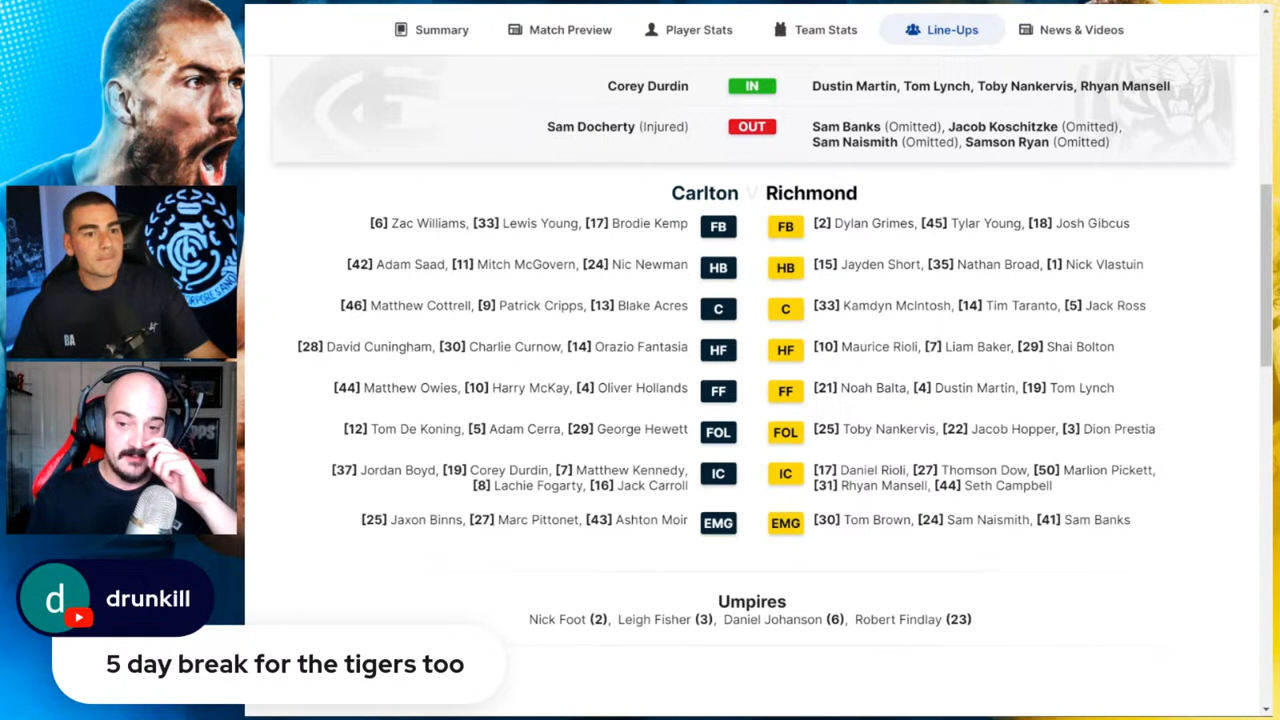 Summary Match Preview Player Stats Team Stats Line-Ups News & Videos
Corey Durdin IN Dustin Martin, Tom Lynch, Toby Nankervis, Rhyan Mansell
Sam Docherty (Injured) OUT Sam Banks (Omitted), Jacob Koschitzke (Omitted),
Sam Naismith (Omitted), Samson Ryan (Omitted)
Carlton V Richmond
[6] Zac Williams, [33] Lewis Young, [17] Brodie Kemp FB FB [2] Dylan Grimes, [45] Tylar Young, [18] Josh Gibcus
[42] Adam Saad, [11] Mitch McGovern, [24] Nic Newman HB HB [15] Jayden Short, [35] Nathan Broad, [1] Nick Vlastuin
[46] Matthew Cottrell, [9] Patrick Cripps, [13] Blake Acres C C [33] Kamdyn McIntosh, [14] Tim Taranto, [5] Jack Ross
[28] David Cuningham, [30] Charlie Curnow, [14] Orazio Fantasia HF HF [10] Maurice Rioli, [7] Liam Baker, [29] Shai Bolton
[44] Matthew Owies, [10] Harry McKay, [4] Oliver Hollands FF FF [21] Noah Balta, [4] Dustin Martin, [19] Tom Lynch
[12] Tom De Koning, [5] Adam Cerra, [29] George Hewett FOL FOL [25] Toby Nankervis, [22] Jacob Hopper, [3] Dion Prestia
[37] Jordan Boyd, [19] Corey Durdin, [7] Matthew Kennedy, IC IC [17] Daniel Rioli, [27] Thomson Dow, [50] Marlion Pickett,
[8] Lachie Fogarty, [16] Jack Carroll [31] Rhyan Mansell, [44] Seth Campbell
[25] Jaxon Binns, [27] Marc Pittonet, [43] Ashton Moir EMG EMG [30] Tom Brown, [24] Sam Naismith, [41] Sam Banks
Umpires
Nick Foot (2), Leigh Fisher (3), Daniel Johanson (6), Robert Findlay (23)
d drunkill
5 day break for the tigers too